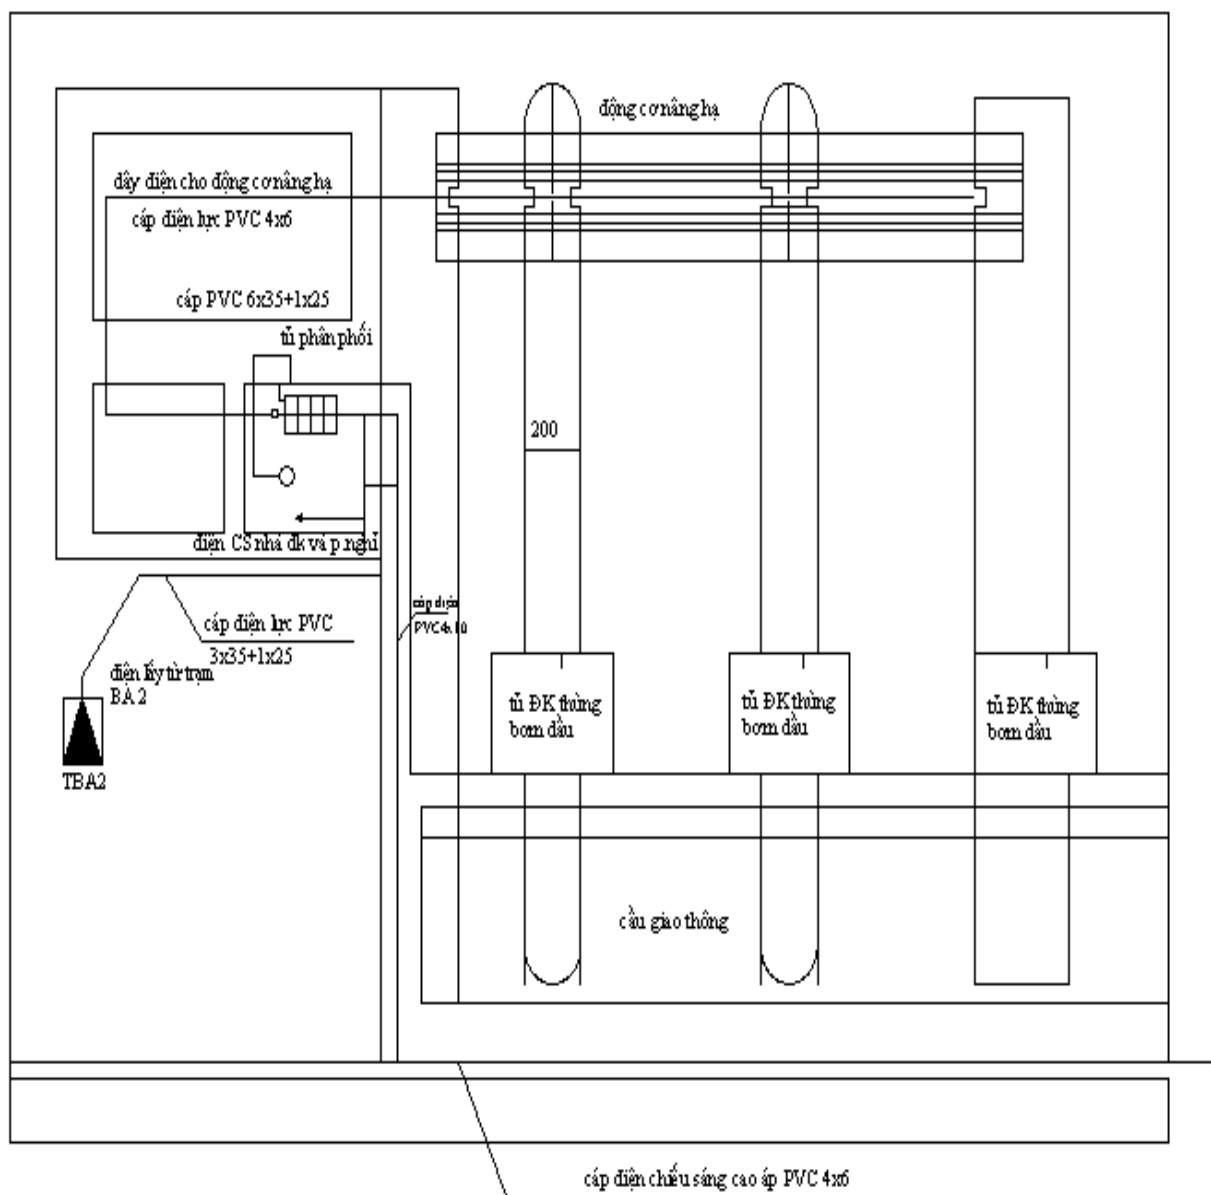 động cơ nâng hạ
dây điện cho động cơ nâng hạ
cáp điện lực PVC 4x6
cáp PVC 6x35+1x25
tủ phân phối
200
điện CS nhà đk và p.nghỉ
cáp điện
PVC4x10
cáp điện lực PVC
3x35+1x25
điện lấy từ trạm
BA 2
TBA2
tủ ĐK thùng
bơm dầu
tủ ĐK thùng
bơm dầu
tủ ĐK thùng
bơm dầu
cầu giao thông
cáp điện chiếu sáng cao áp PVC 4x6